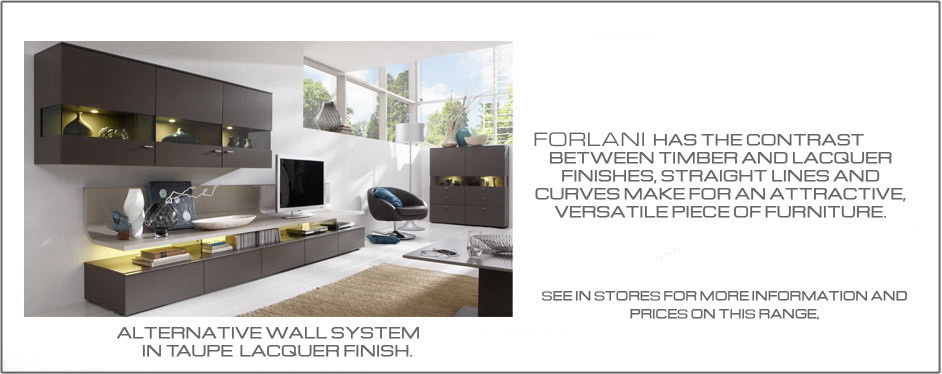 FORLANI HAS THE CONTRAST
BETWEEN TIMBER AND LACQUER
FINISHES, STRAIGHT LINES AND
CURVES MAKE FOR AN ATTRACTIVE,
VERSATILE PIECE OF FURNITURE.
SEE IN STORES FOR MORE INFORMATION AND
PRICES ON THIS RANGE,
ALTERNATIVE WALL SYSTEM
IN TAUPE LACQUER FINISH.